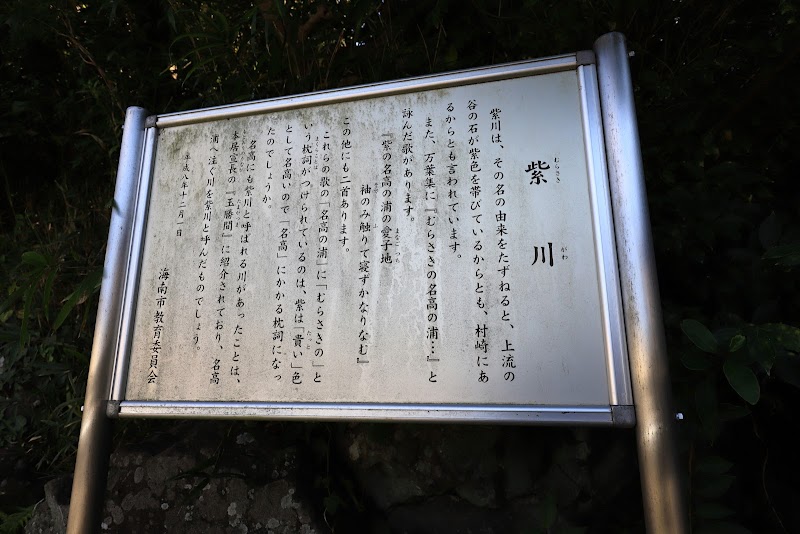 紫川
むらさき がわ
紫川は、その名の由来をたずねると、上流の
谷の石が紫色を帯びているからとも、村崎にあ
るからとも言われています。
また、万葉集に『むらさきの名高の浦…』と
詠んだ歌があります。
『紫の名高の浦の愛子地
袖のみ触りて寝ずかなりなむ』
この他にも二首あります。
これらの歌の「名高の浦」に「むらさきの」と
いう枕詞がつけられているのは、紫は「貴い」色
として名高いので「名高」にかかる枕詞になっ
たのでしょうか。
名高にも紫川と呼ばれる川があったことは、
本居宣長の『玉勝間』に紹介されており、名高
浦へ注ぐ川を紫川と呼んだものでしょう。
平成八年十二月一日
海南市教育委員会